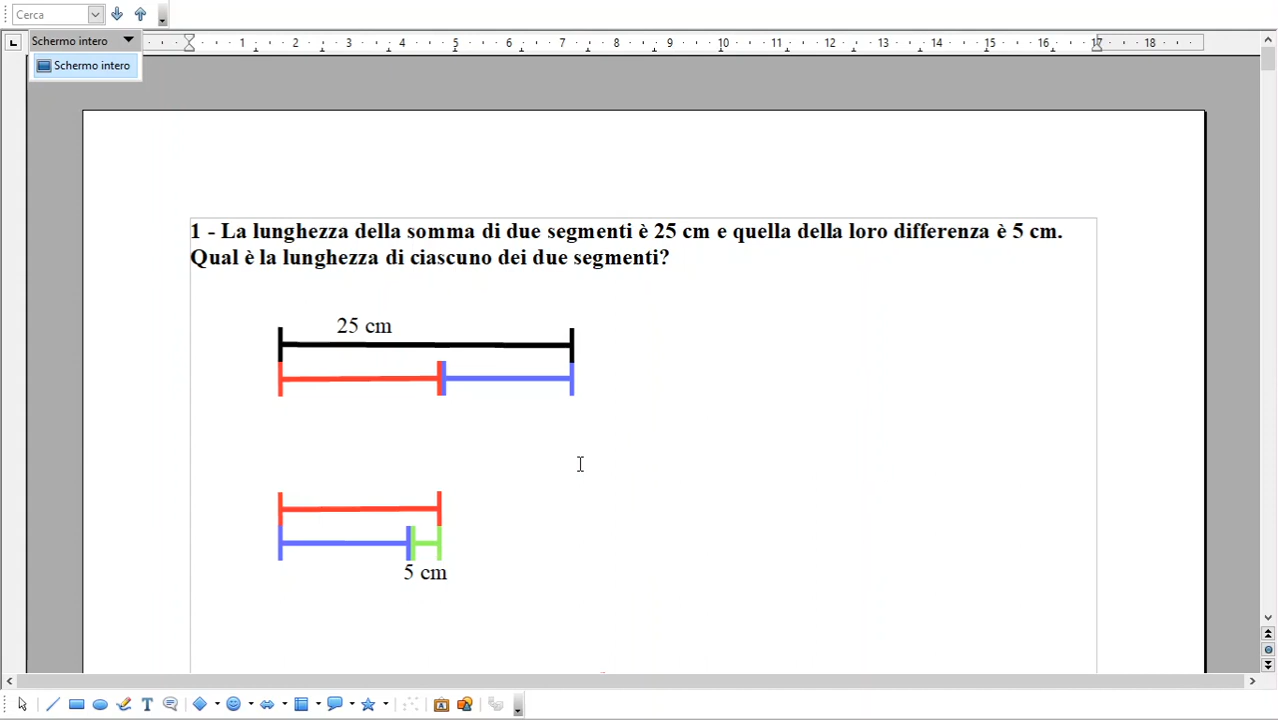 Cerca
Schermo intero
1 2 3 4 5 6 7 8 9 10 11 12 13 14 15 16 17 18
Schermo intero
1 - La lunghezza della somma di due segmenti è 25 cm e quella della loro differenza è 5 cm.
Qual è la lunghezza di ciascuno dei due segmenti?
25 cm
5 cm
T
A